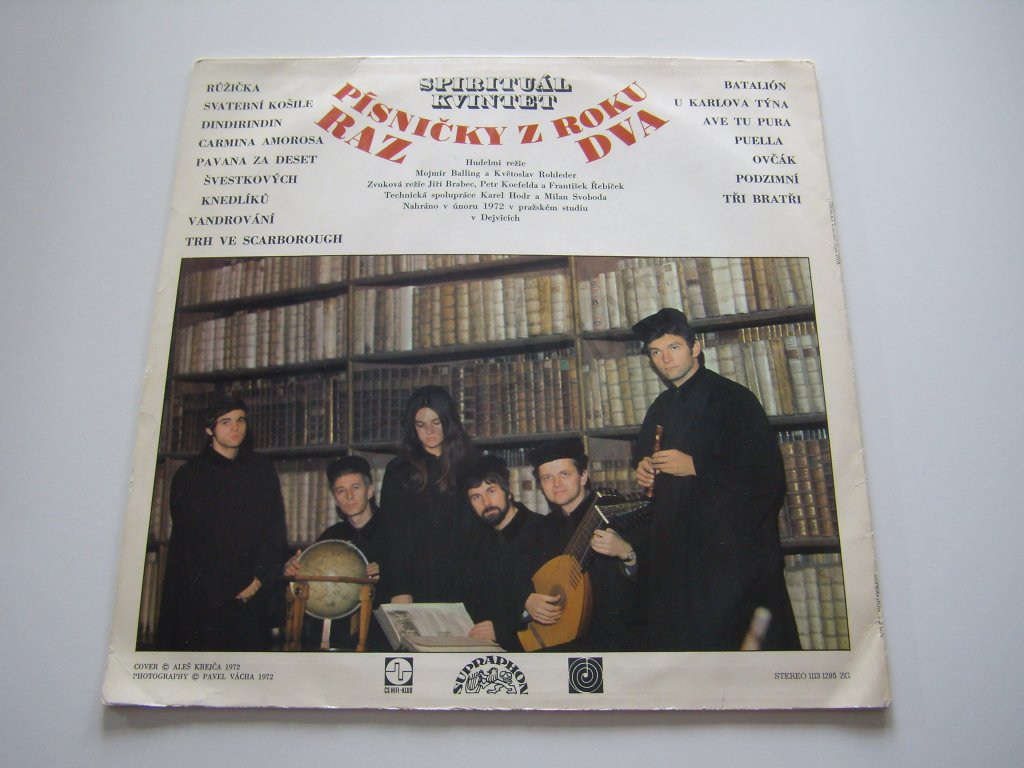 SPIRITUÁL
KVINTET
PÍSNIČKY Z ROKU
RAZ DVA
RŮŽIČKA
SVATEBNÍ KOŠILE
DINDIRINDIN
CARMINA AMOROSA
PAVANA ZA DESET
ŠVESTKOVÝCH
KNEDLÍKŮ
VANDROVÁNÍ
TRH VE SCARBOROUGH
Hudební režie
Mojmír Balling a Květoslav Rohleder
Zvuková režie Jiří Brabec, Petr Kocfelda a František Řebíček
Technická spolupráce Karel Hodr a Milan Svoboda
Nahráno v únoru 1972 v pražském studiu
v Dejvicích
BATALIÓN
U KARLOVA TÝNA
AVE TU PURA
PUELLA
OVČÁK
PODZIMNÍ
TŘI BRATŘI
COVER © ALEŠ KREJČA 1972
PHOTOGRAPHY © PAVEL VÁCHA 1972
ČS HIFI-KLUB
SUPRAPHON
STEREO 1113 1295 ZG